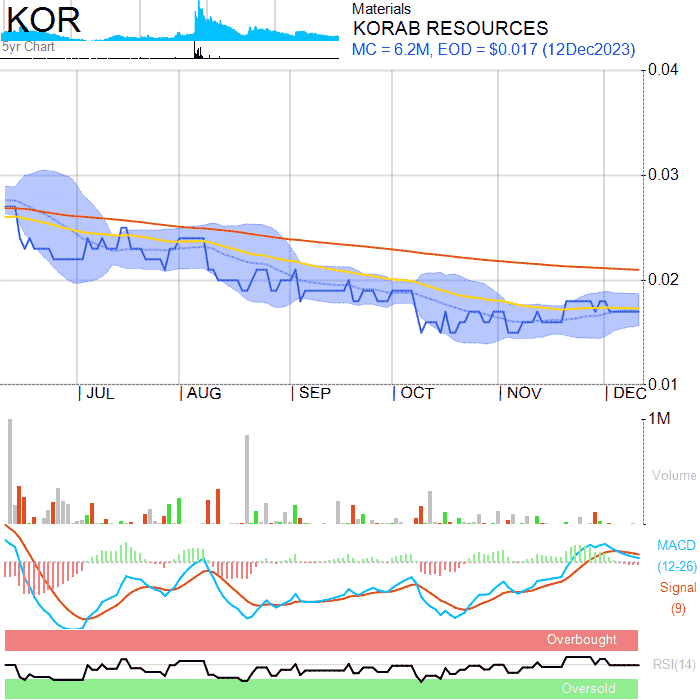 KOR
5yr Chart
Materials
KORAB RESOURCES
MC = 6.2M, EOD = $0.017 (12Dec2023)
0.04
0.03
0.02
0.01
JUL AUG SEP OCT NOV DEC
1M
Volume
MACD
(12-26)
Signal
(9)
Overbought
RSI(14)
Oversold